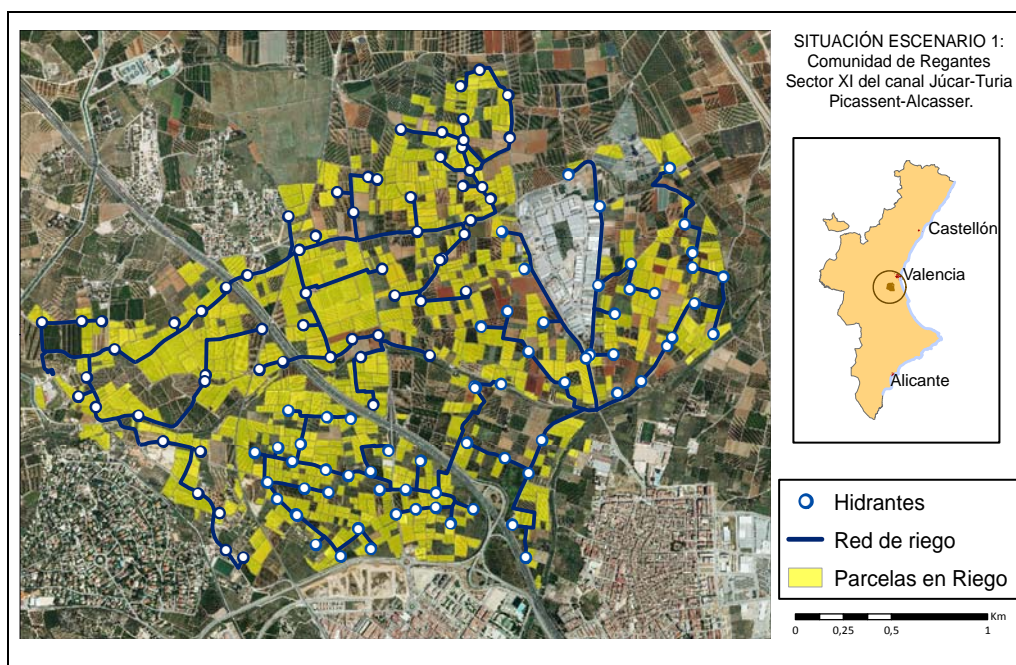 SITUACIÓN ESCENARIO 1:
Comunidad de Regantes
Sector XI del canal Júcar-Turia
Picassent-Alcasser.
Castellón
Valencia
Alicante
Hidrantes
Red de riego
Parcelas en Riego
Km
0 0,25 0,5 1